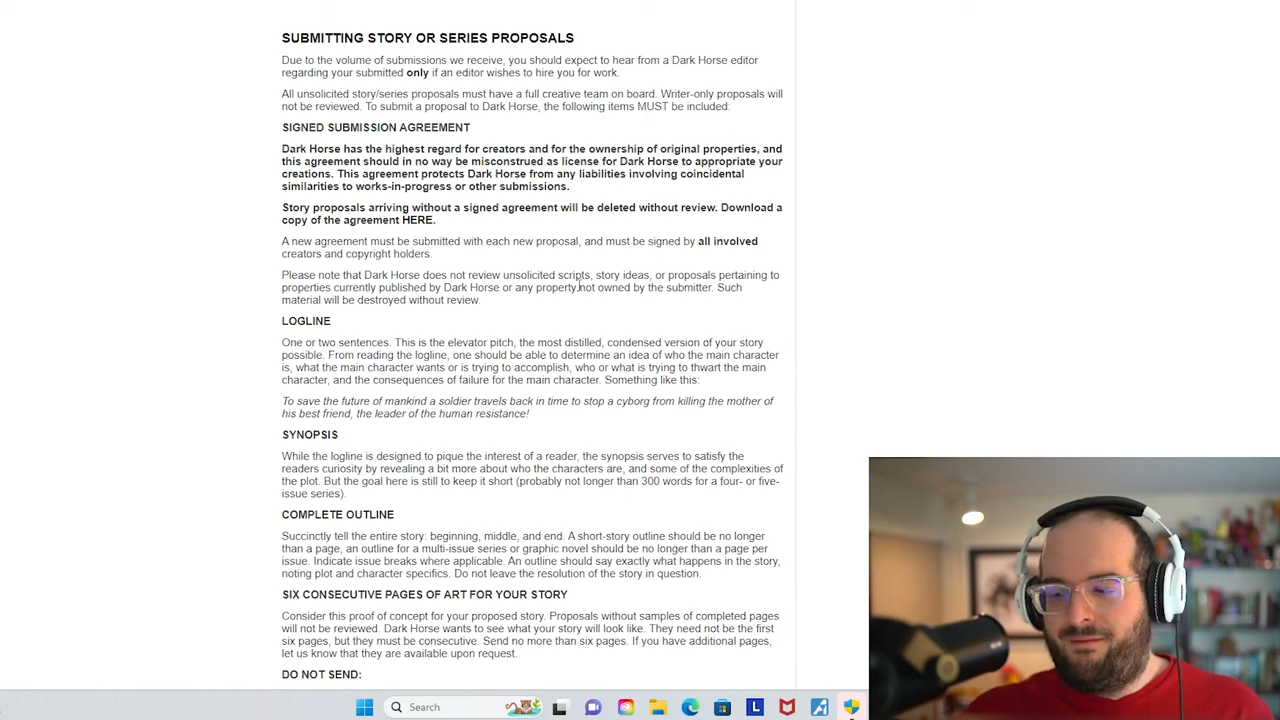 SUBMITTING STORY OR SERIES PROPOSALS
Due to the volume of submissions we receive, you should expect to hear from a Dark Horse editor
regarding your submitted only if an editor wishes to hire you for work.
All unsolicited story/series proposals must have a full creative team on board. Writer-only proposals will
not be reviewed. To submit a proposal to Dark Horse, the following items MUST be included:
SIGNED SUBMISSION AGREEMENT
Dark Horse has the highest regard for creators and for the ownership of original properties, and
this agreement should in no way be misconstrued as license for Dark Horse to appropriate your
creations. This agreement protects Dark Horse from any liabilities involving coincidental
similarities to works-in-progress or other submissions.
Story proposals arriving without a signed agreement will be deleted without review. Download a
copy of the agreement HERE.
A new agreement must be submitted with each new proposal, and must be signed by all involved
creators and copyright holders.
Please note that Dark Horse does not review unsolicited scripts, story ideas, or proposals pertaining to
properties currently published by Dark Horse or any property not owned by the submitter. Such
material will be destroyed without review.
LOGLINE
One or two sentences. This is the elevator pitch, the most distilled, condensed version of your story
possible. From reading the logline, one should be able to determine an idea of who the main character
is, what the main character wants or is trying to accomplish, who or what is trying to thwart the main
character, and the consequences of failure for the main character. Something like this:
To save the future of mankind a soldier travels back in time to stop a cyborg from killing the mother of
his best friend, the leader of the human resistance!
SYNOPSIS
While the logline is designed to pique the interest of a reader, the synopsis serves to satisfy the
readers curiosity by revealing a bit more about who the characters are, and some of the complexities of
the plot. But the goal here is still to keep it short (probably not longer than 300 words for a four- or five-
issue series).
COMPLETE OUTLINE
Succinctly tell the entire story: beginning, middle, and end. A short-story outline should be no longer
than a page, an outline for a multi-issue series or graphic novel should be no longer than a page per
issue. Indicate issue breaks where applicable. An outline should say exactly what happens in the story,
noting plot and character specifics. Do not leave the resolution of the story in question.
SIX CONSECUTIVE PAGES OF ART FOR YOUR STORY
Consider this proof of concept for your proposed story. Proposals without samples of completed pages
will not be reviewed. Dark Horse wants to see what your story will look like. They need not be the first
six pages, but they must be consecutive. Send no more than six pages. If you have additional pages,
let us know that they are available upon request.
DO NOT SEND:
Search
L